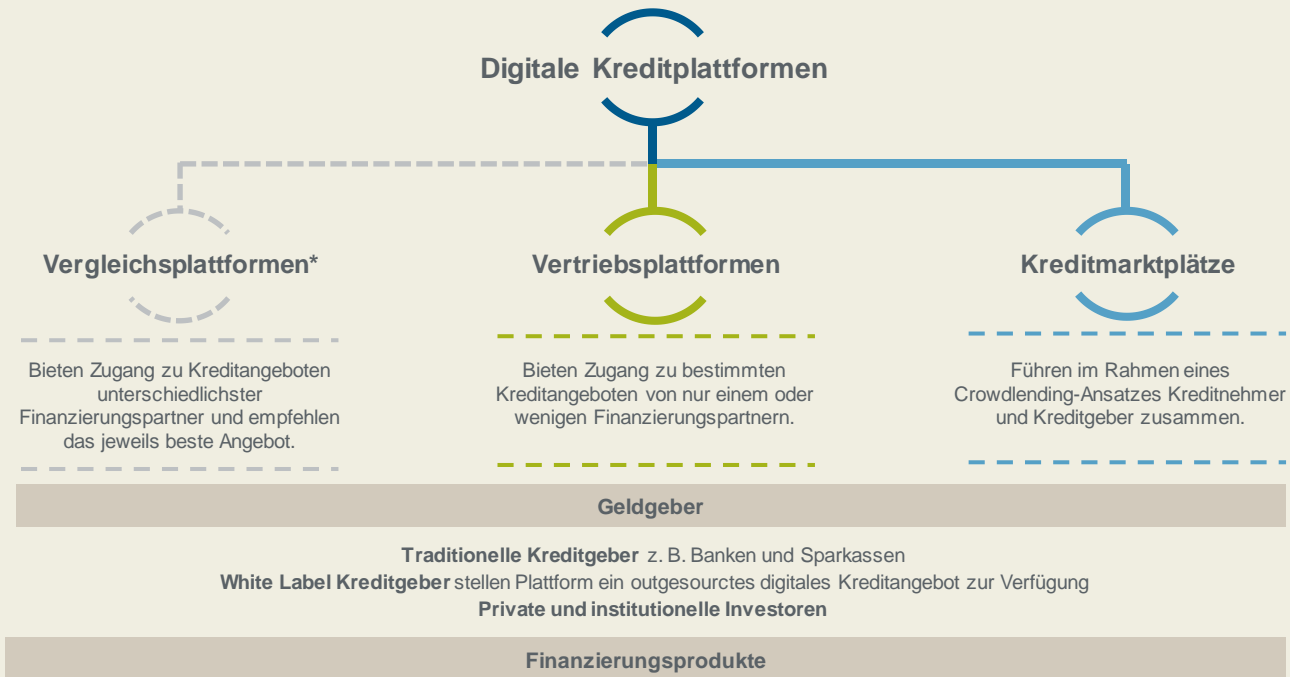 Digitale Kreditplattformen
Vergleichsplattformen*
Bieten Zugang zu Kreditangeboten
unterschiedlichster
Finanzierungspartner und empfehlen
das jeweils beste Angebot.
Vertriebsplattformen
Bieten Zugang zu bestimmten
Kreditangeboten von nur einem oder
wenigen Finanzierungspartnern.
Kreditmarktplätze
Führen im Rahmen eines
Crowdlending-Ansatzes Kreditnehmer
und Kreditgeber zusammen.
Geldgeber
Traditionelle Kreditgeber z. B. Banken und Sparkassen
White Label Kreditgeber stellen Plattform ein outgesourctes digitales Kreditangebot zur Verfügung
Private und institutionelle Investoren
Finanzierungsprodukte